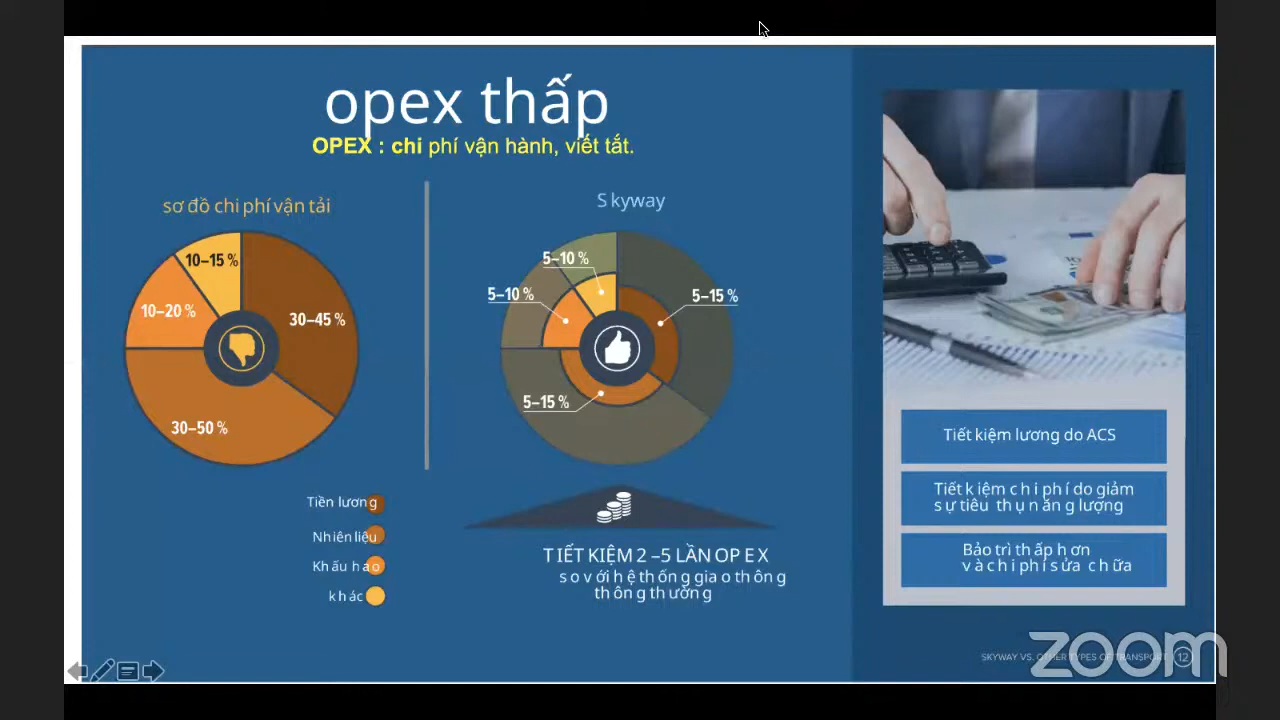 opex thấp
OPEX : chi phí vận hành, viết tắt.
sơ đồ chi phí vận tải
10–15 %
10–20 %
30–45 %
30–50 %
Tiền lương
Nhiên liệu
Khấu hao
khác
Skyway
5–10 %
5–10 %
5–15 %
5–15 %
TIẾT KIỆM 2 –5 LẦN OPEX
so với hệ thống giao thông
thông thường
Tiết kiệm lương do ACS
Tiết kiệm chi phí do giảm
sự tiêu thụ năng lượng
Bảo trì thấp hơn
và chi phí sửa chữa
SKYWAY VS. OTHER TYPES OF TRANSPORT 12
zoom